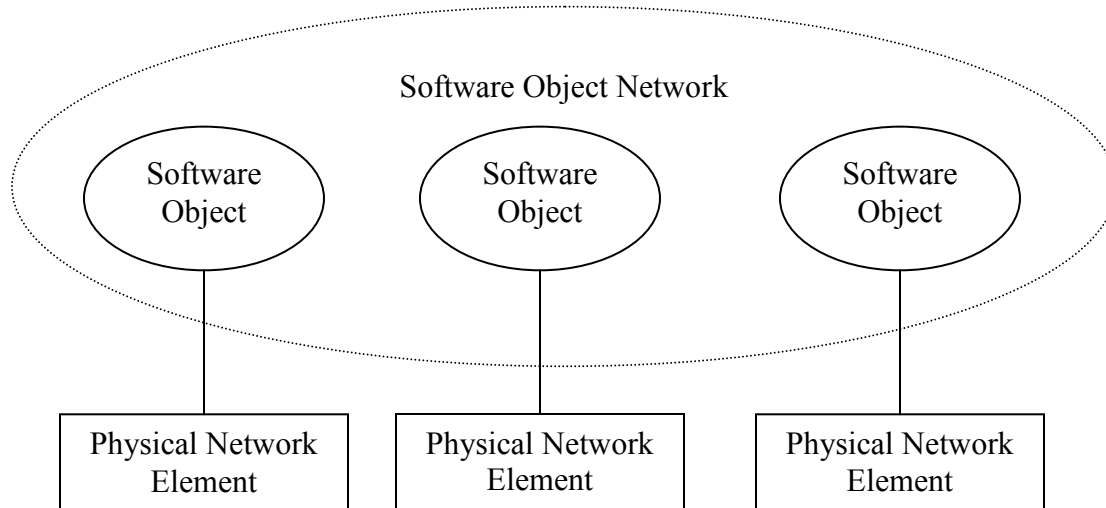 Software Object Network
Software
Object
Software
Object
Software
Object
Physical Network
Element
Physical Network
Element
Physical Network
Element